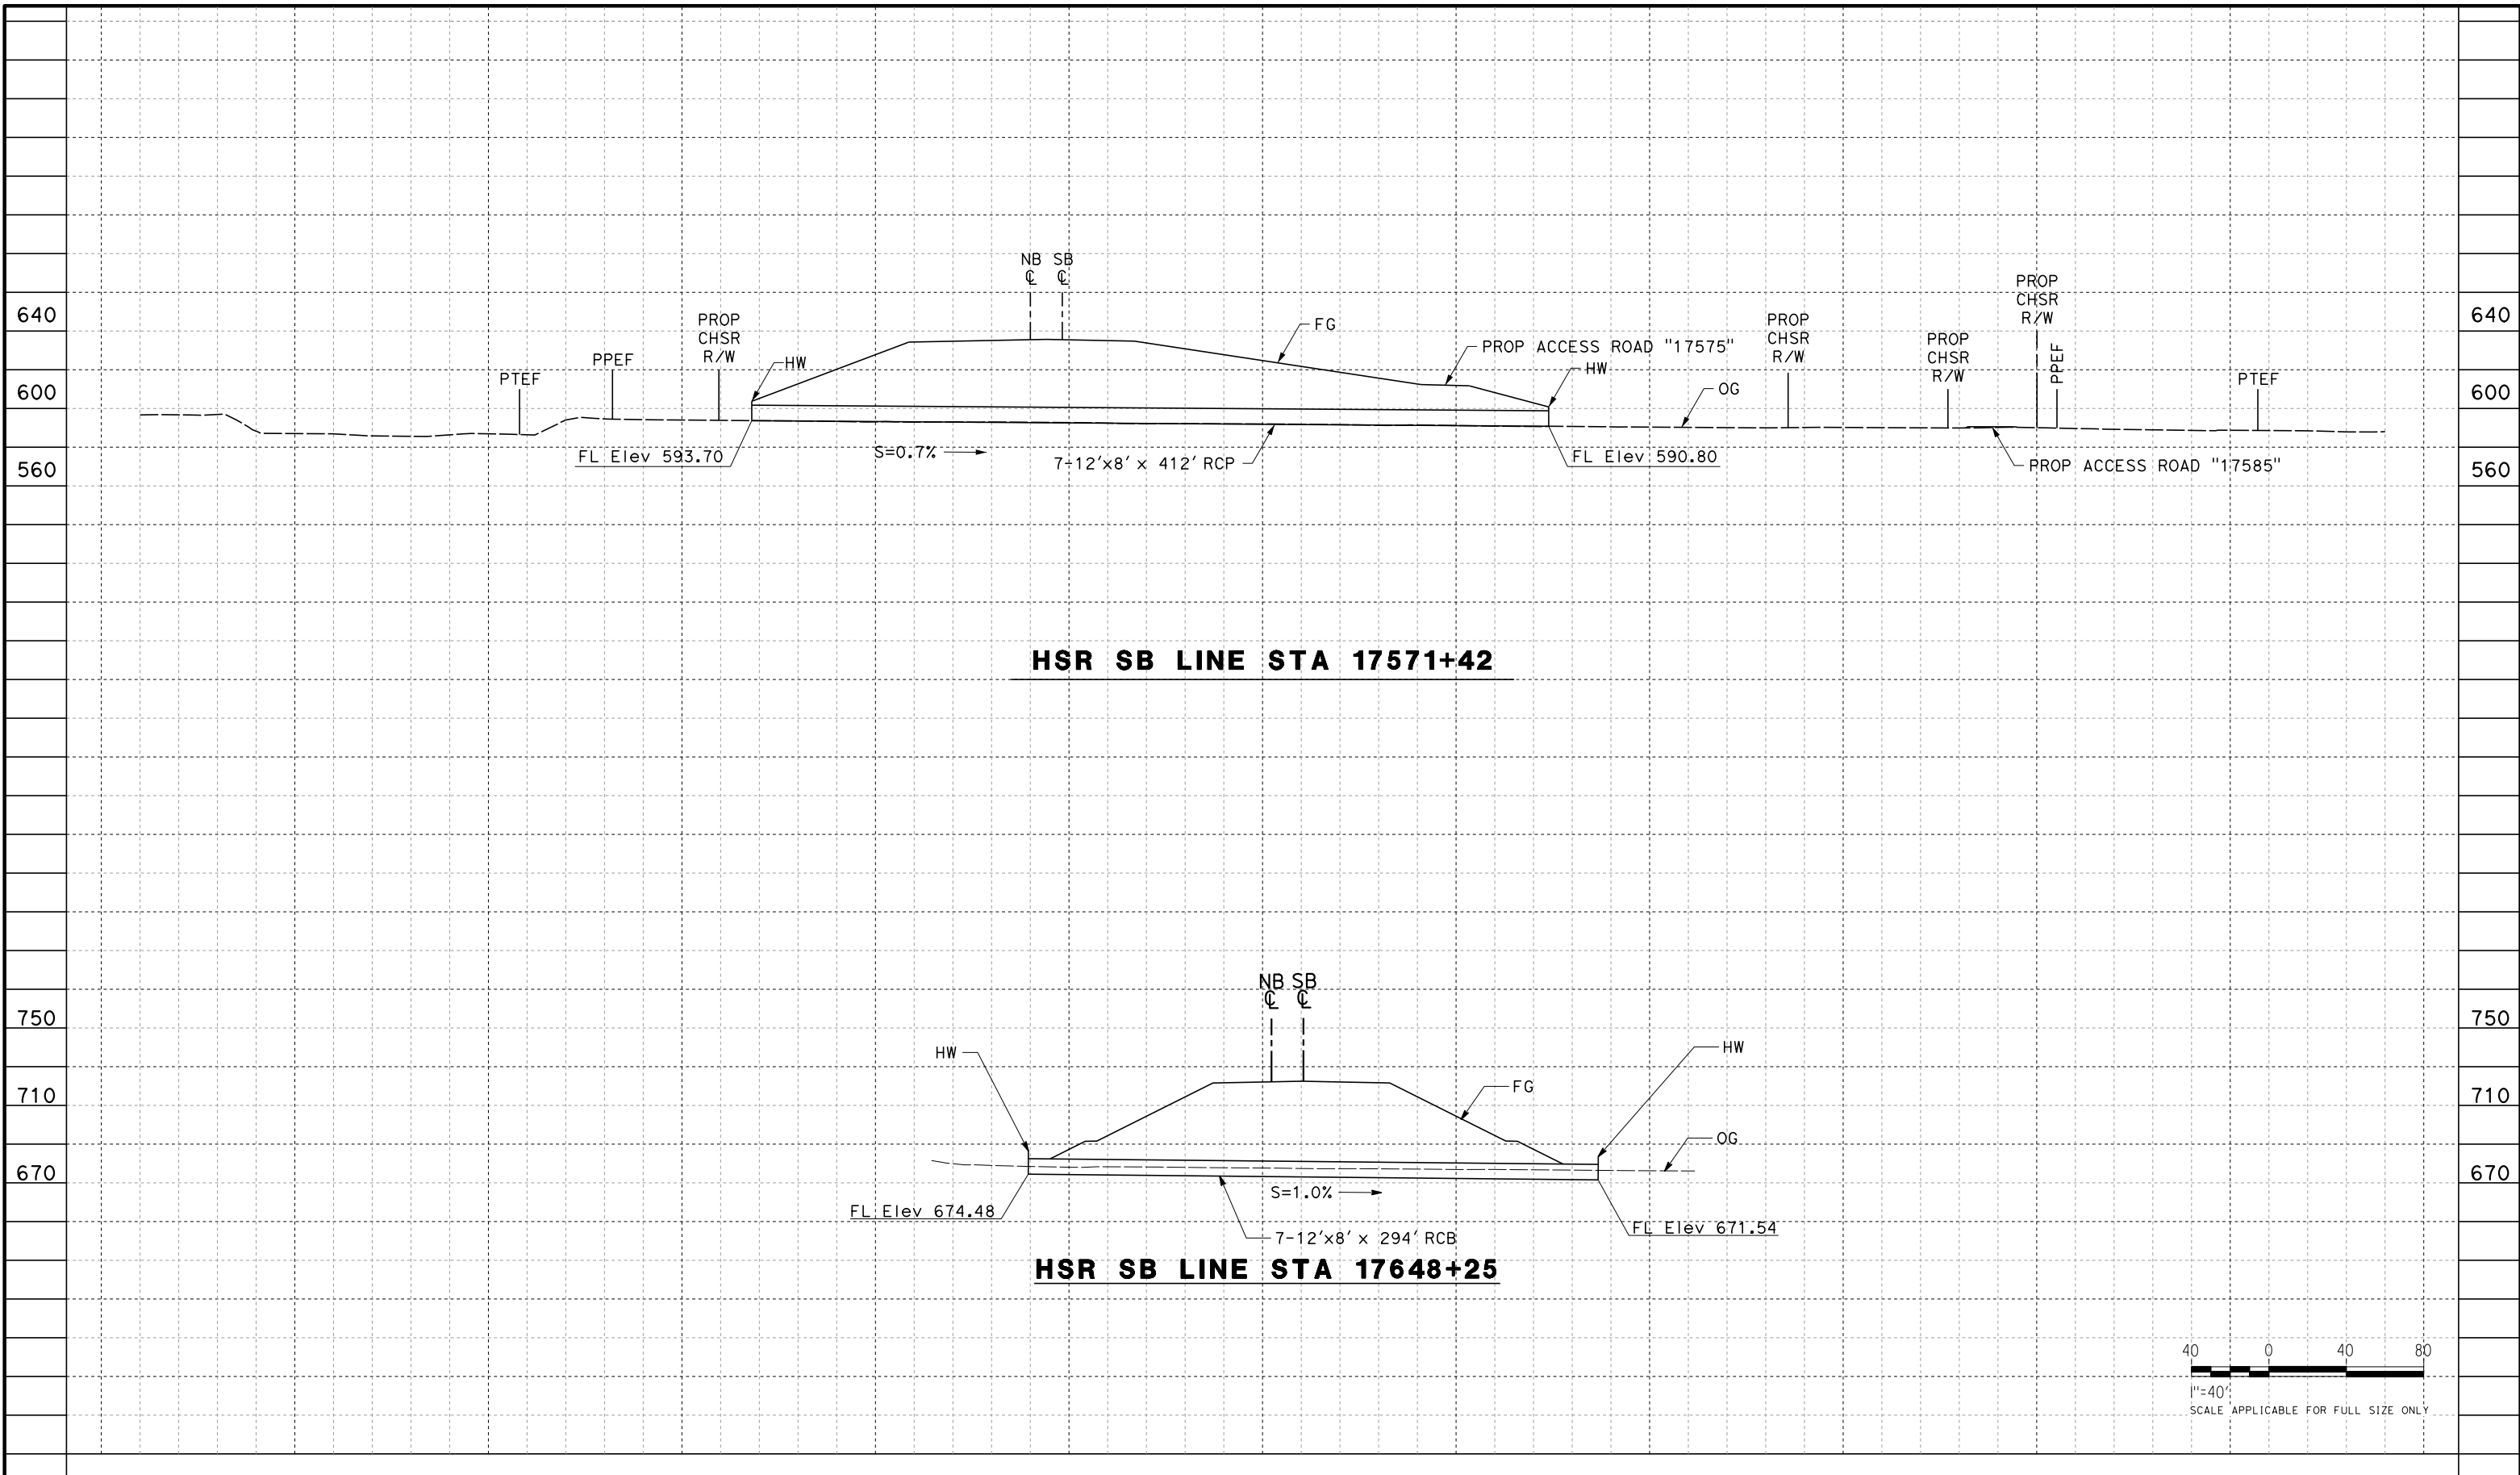 NB SB
℄ ℄
PROP
CHSR
R/W
640
640
PROP
CHSR
R/W
FG
PROP
CHSR
R/W
PROP ACCESS ROAD "17575"
PROP
CHSR
R/W
PPEF
HW
HW
PPEF
PTEF
PTEF
600
OG
600
FL Elev 593.70
S=0.7%
7-12'x8' x 412' RCP
FL Elev 590.80
PROP ACCESS ROAD "17585"
560
560
HSR SB LINE STA 17571+42
NB SB
℄ ℄
750
750
HW
HW
710
FG
710
OG
670
670
S=1.0%
FL Elev 674.48
FL Elev 671.54
7-12'x8' x 294' RCB
HSR SB LINE STA 17648+25
40 0 40 80
1"=40'
SCALE APPLICABLE FOR FULL SIZE ONLY